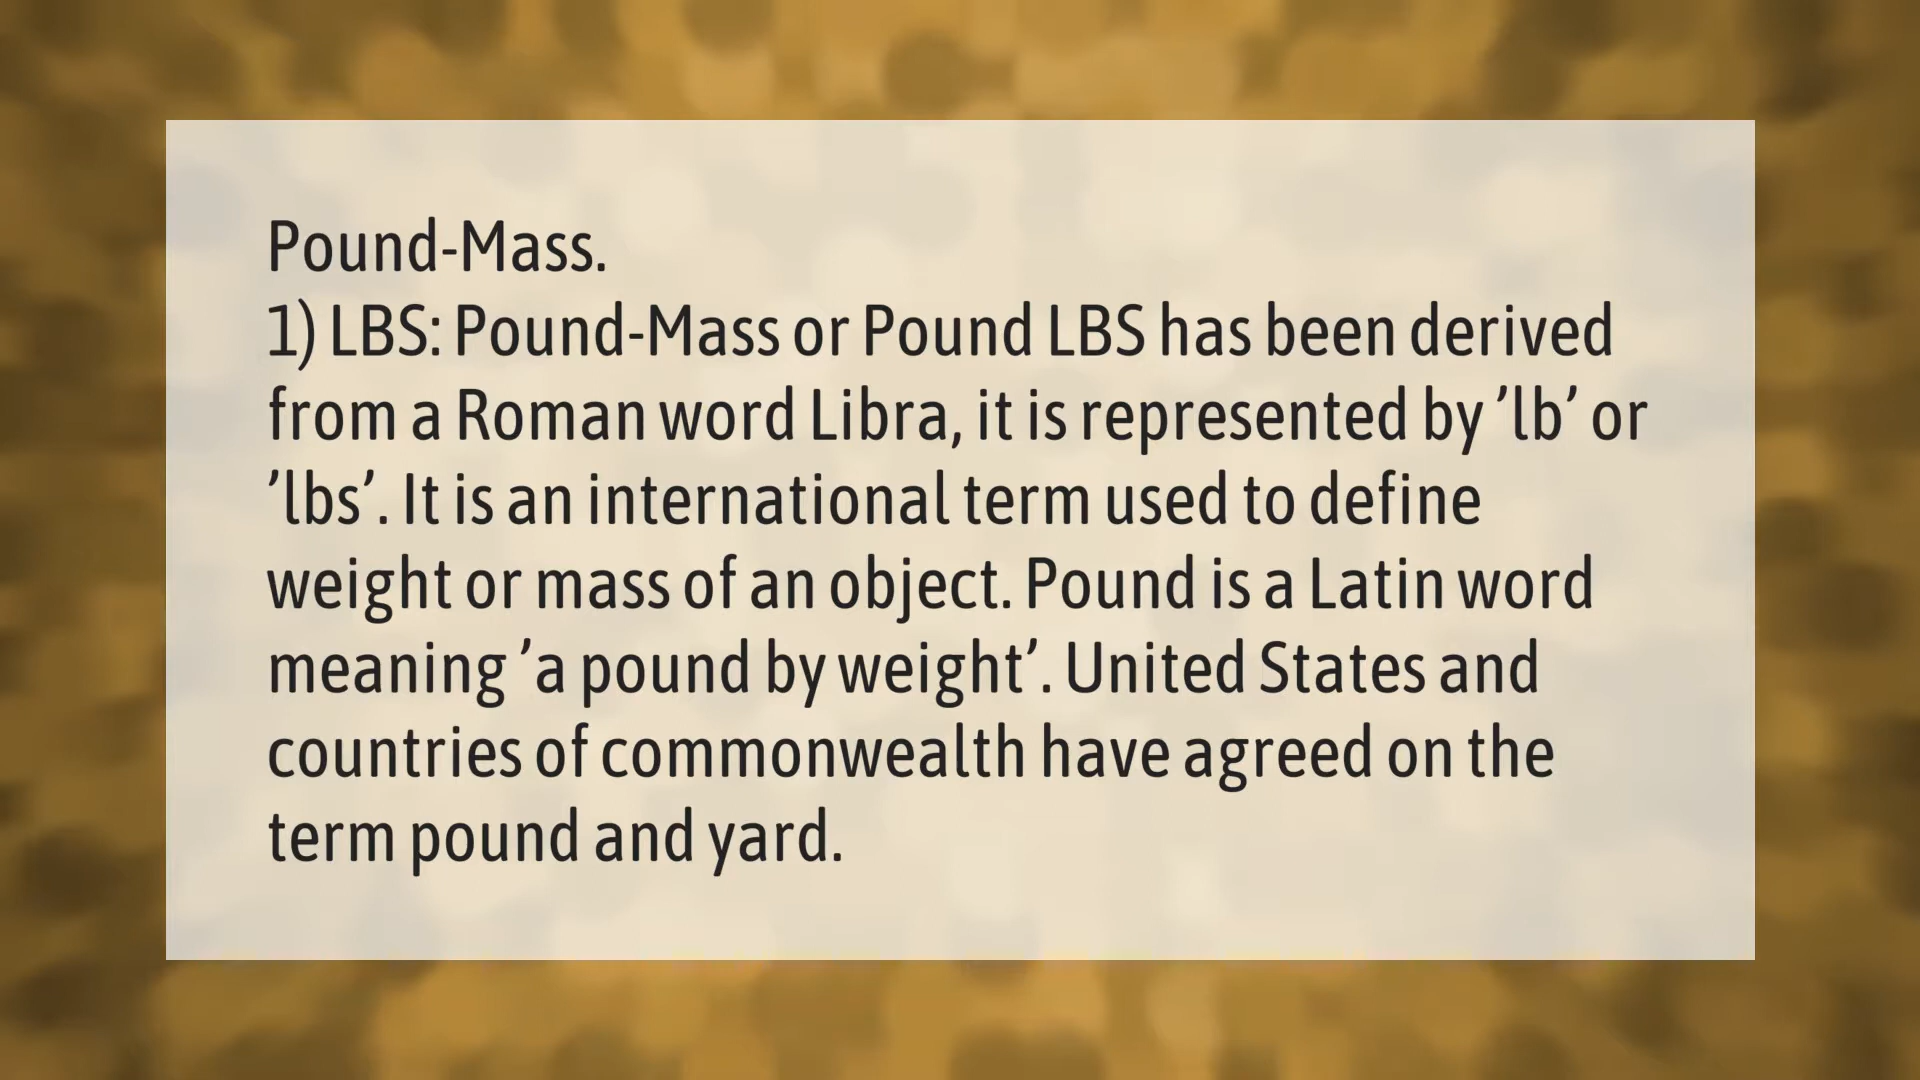 Pound-Mass.
1) LBS: Pound-Mass or Pound LBS has been derived
from a Roman word Libra, it is represented by ’lb’ or
’lbs’. It is an international term used to define
weight or mass of an object. Pound is a Latin word
meaning ’a pound by weight’. United States and
countries of commonwealth have agreed on the
term pound and yard.